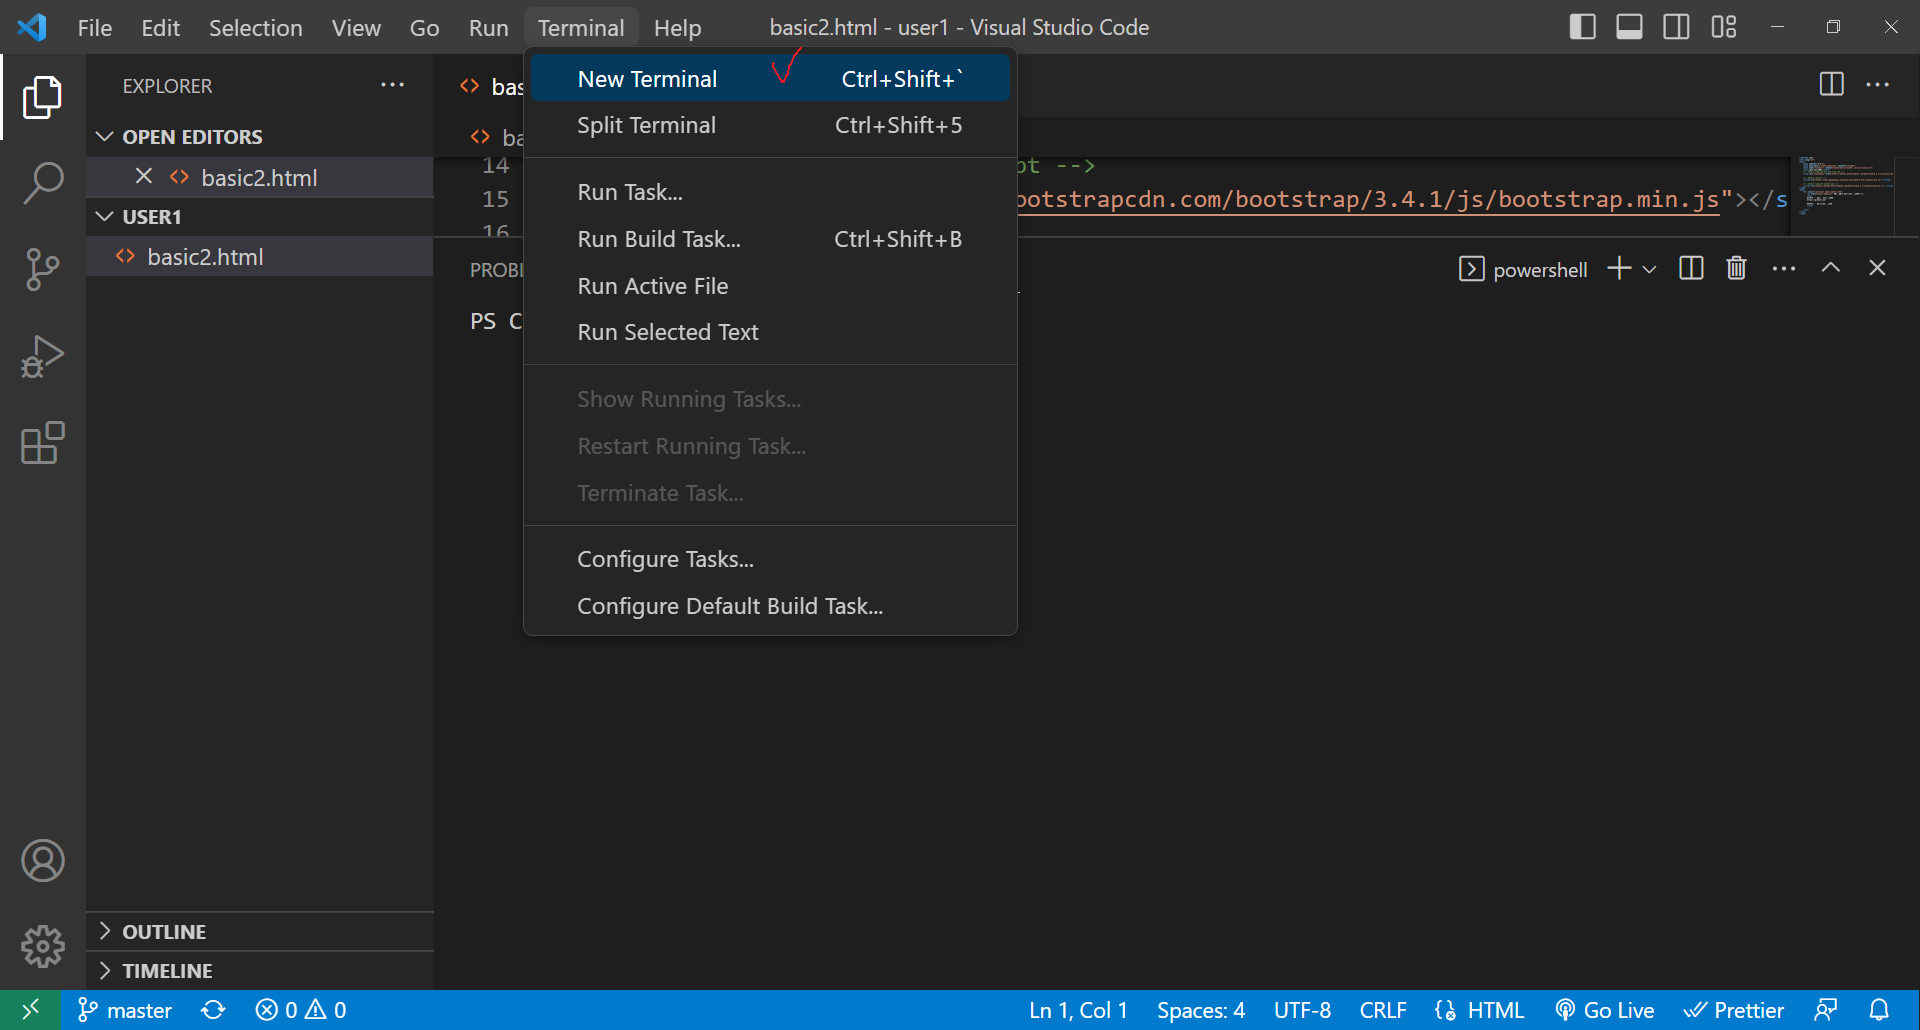 File Edit Selection View Go Run Terminal Help basic2.html - user1 - Visual Studio Code
EXPLORER
OPEN EDITORS
basic2.html
USER1
basic2.html
OUTLINE
TIMELINE
New Terminal Ctrl+Shift+`
Split Terminal Ctrl+Shift+5
Run Task...
Run Build Task... Ctrl+Shift+B
Run Active File
Run Selected Text
Show Running Tasks...
Restart Running Task...
Terminate Task...
Configure Tasks...
Configure Default Build Task...
bas
ba
14 pt -->
15 ootstrapcdn.com/bootstrap/3.4.1/js/bootstrap.min.js"></s
16
PROBL powershell
PS C
master 0 0 Ln 1, Col 1 Spaces: 4 UTF-8 CRLF HTML Go Live Prettier